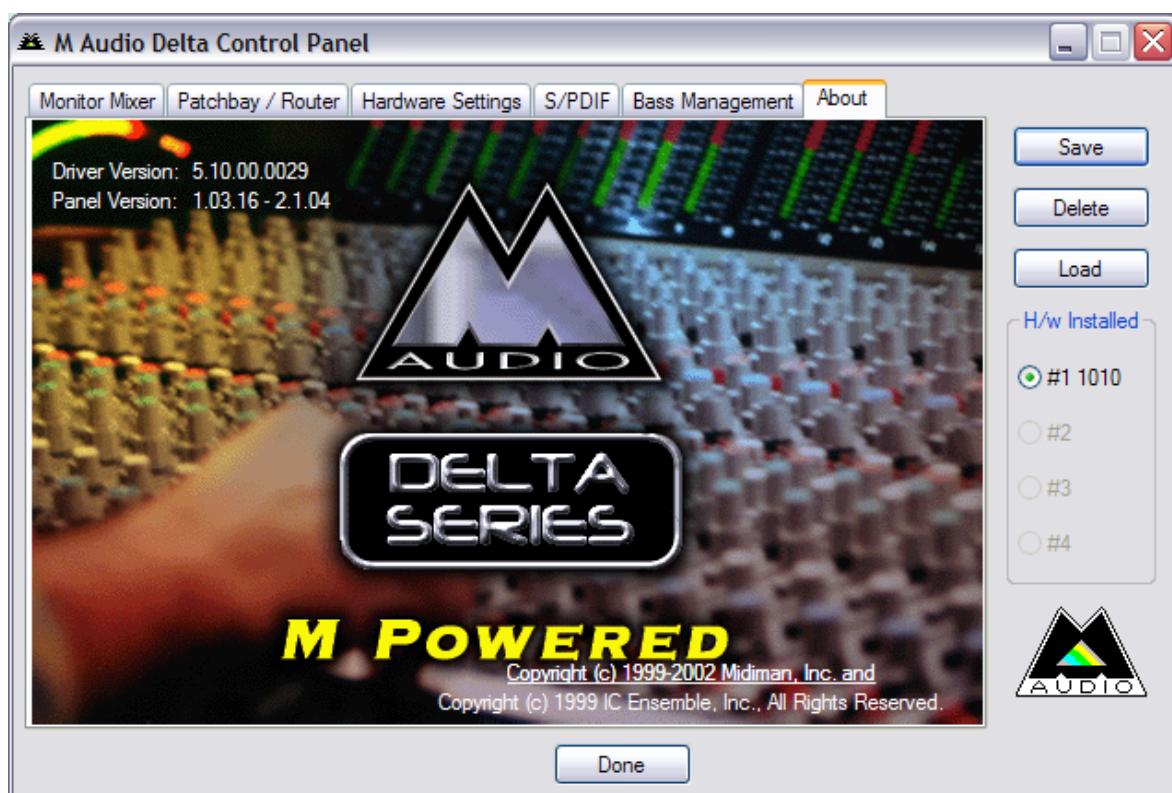 M Audio Delta Control Panel
Monitor Mixer
Patchbay / Router
Hardware Settings
S/PDIF
Bass Management
About
Driver Version: 5.10.00.0029
Panel Version: 1.03.16 - 2.1.04
AUDIO
DELTA
SERIES
M POWERED
Copyright (c) 1999-2002 Midiman, Inc. and
Copyright (c) 1999 IC Ensemble, Inc., All Rights Reserved.
Save
Delete
Load
H/w Installed
#1 1010
#2
#3
#4
AUDIO
Done